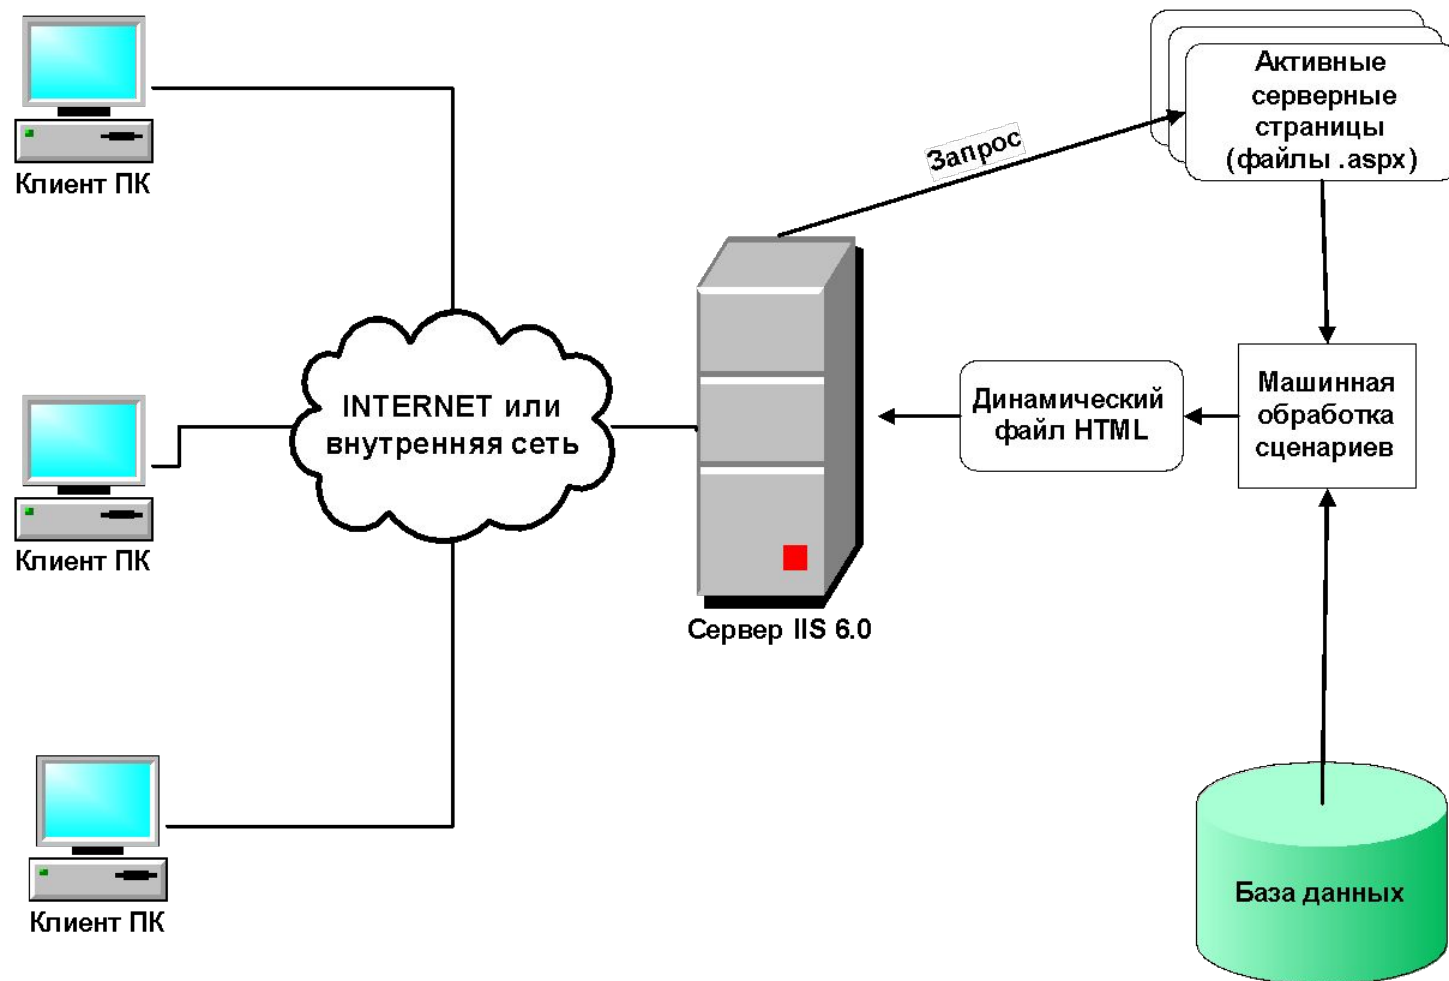 Клиент ПК
Клиент ПК
Клиент ПК
INTERNET или
внутренняя сеть
Сервер IIS 6.0
Запрос
Активные
серверные
страницы
(файлы .aspx)
Машинная
обработка
сценариев
Динамический
файл HTML
База данных